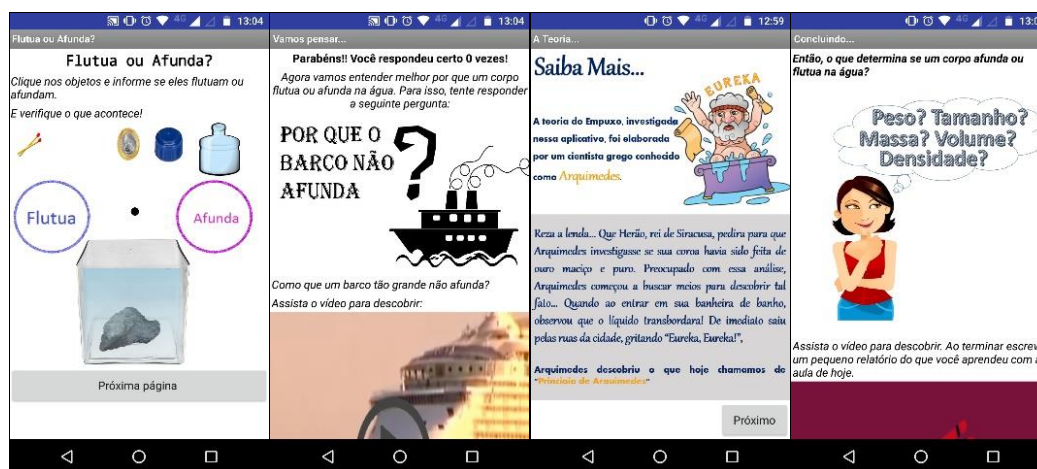 4G 13:04
Flutua ou Afunda?
Flutua ou Afunda?
Clique nos objetos e informe se eles flutuam ou
afundam.
E verifique o que acontece!
Flutua
Afunda
Próxima página
4G 13:04
Vamos pensar...
Parabéns!! Você respondeu certo 0 vezes!
Agora vamos entender melhor por que um corpo
flutua ou afunda na água. Para isso, tente responder
a seguinte pergunta:
POR QUE O
BARCO NÃO
AFUNDA
?
Como que um barco tão grande não afunda?
Assista o vídeo para descobrir:
4G 12:59
A Teoria...
Saiba Mais...
EUREKA
A teoria do Empuxo, investigada
nessa aplicativo, foi elaborada
por um cientista grego conhecido
como Arquimedes.
Reza a lenda... Que Herão, rei de Siracusa, pedira para que
Arquimedes investigasse se sua coroa havia sido feita de
ouro maciço e puro. Preocupado com essa análise,
Arquimedes começou a buscar meios para descobrir tal
fato... Quando ao entrar em sua banheira de banho,
observou que o líquido transbordara! De imediato saiu
pelas ruas da cidade, gritando "Eureka, Eureka!",
Arquimedes descobriu o que hoje chamamos de
"Princípio de Arquimedes"
Próximo
4G 13:0
Concluindo...
Então, o que determina se um corpo afunda ou
flutua na água?
Peso? Tamanho?
Massa? Volume?
Densidade?
Assista o vídeo para descobrir. Ao terminar escrev
um pequeno relatório do que você aprendeu com a
aula de hoje.